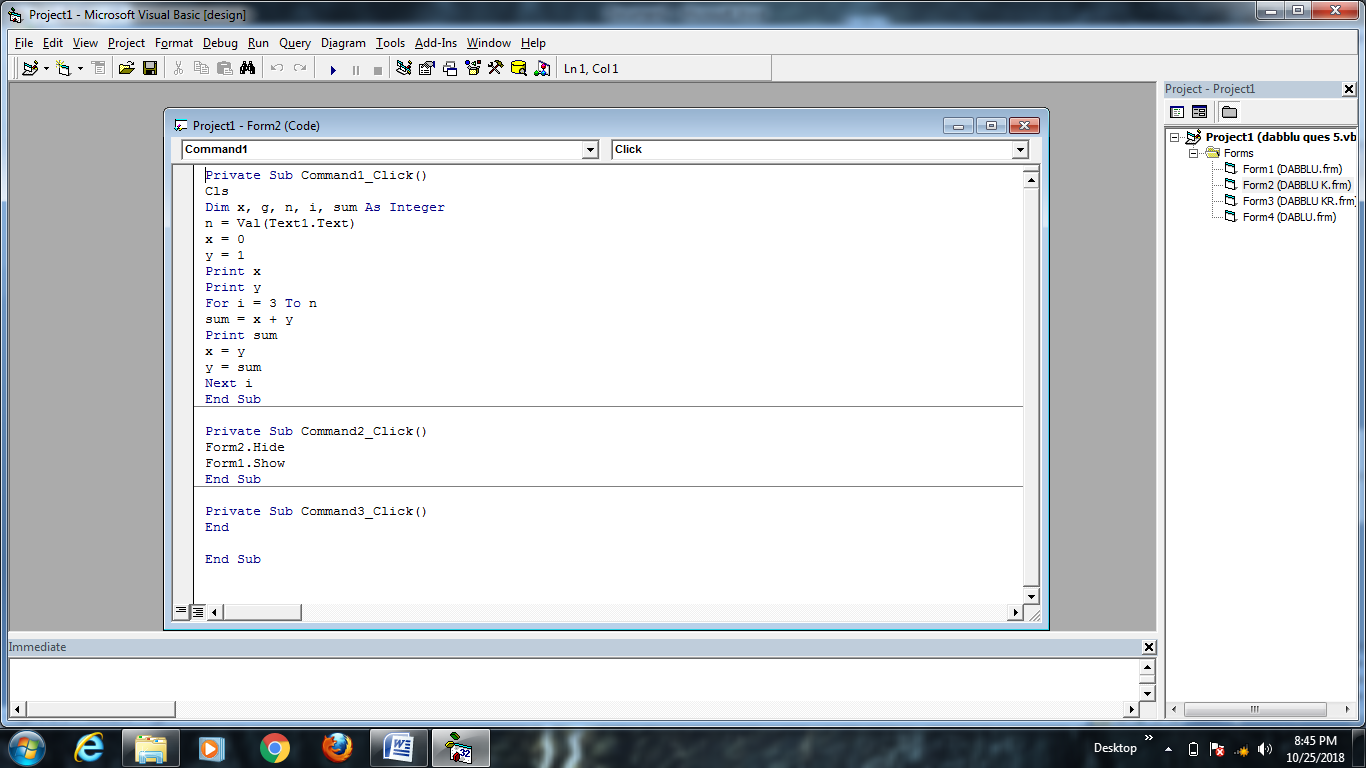 Project1 - Microsoft Visual Basic [design]
File Edit View Project Format Debug Run Query Diagram Tools Add-Ins Window Help
Ln 1, Col 1
Project1 - Form2 (Code)
Command1 Click
Private Sub Command1_Click()
Cls
Dim x, g, n, i, sum As Integer
n = Val(Text1.Text)
x = 0
y = 1
Print x
Print y
For i = 3 To n
sum = x + y
Print sum
x = y
y = sum
Next i
End Sub
Private Sub Command2_Click()
Form2.Hide
Form1.Show
End Sub
Private Sub Command3_Click()
End
End Sub
Project - Project1
Project1 (dabblu ques 5.vb
Forms
Form1 (DABBLU.frm)
Form2 (DABBLU K.frm)
Form3 (DABBLU KR.frm)
Form4 (DABLU.frm)
Immediate
Desktop
8:45 PM
10/25/2018